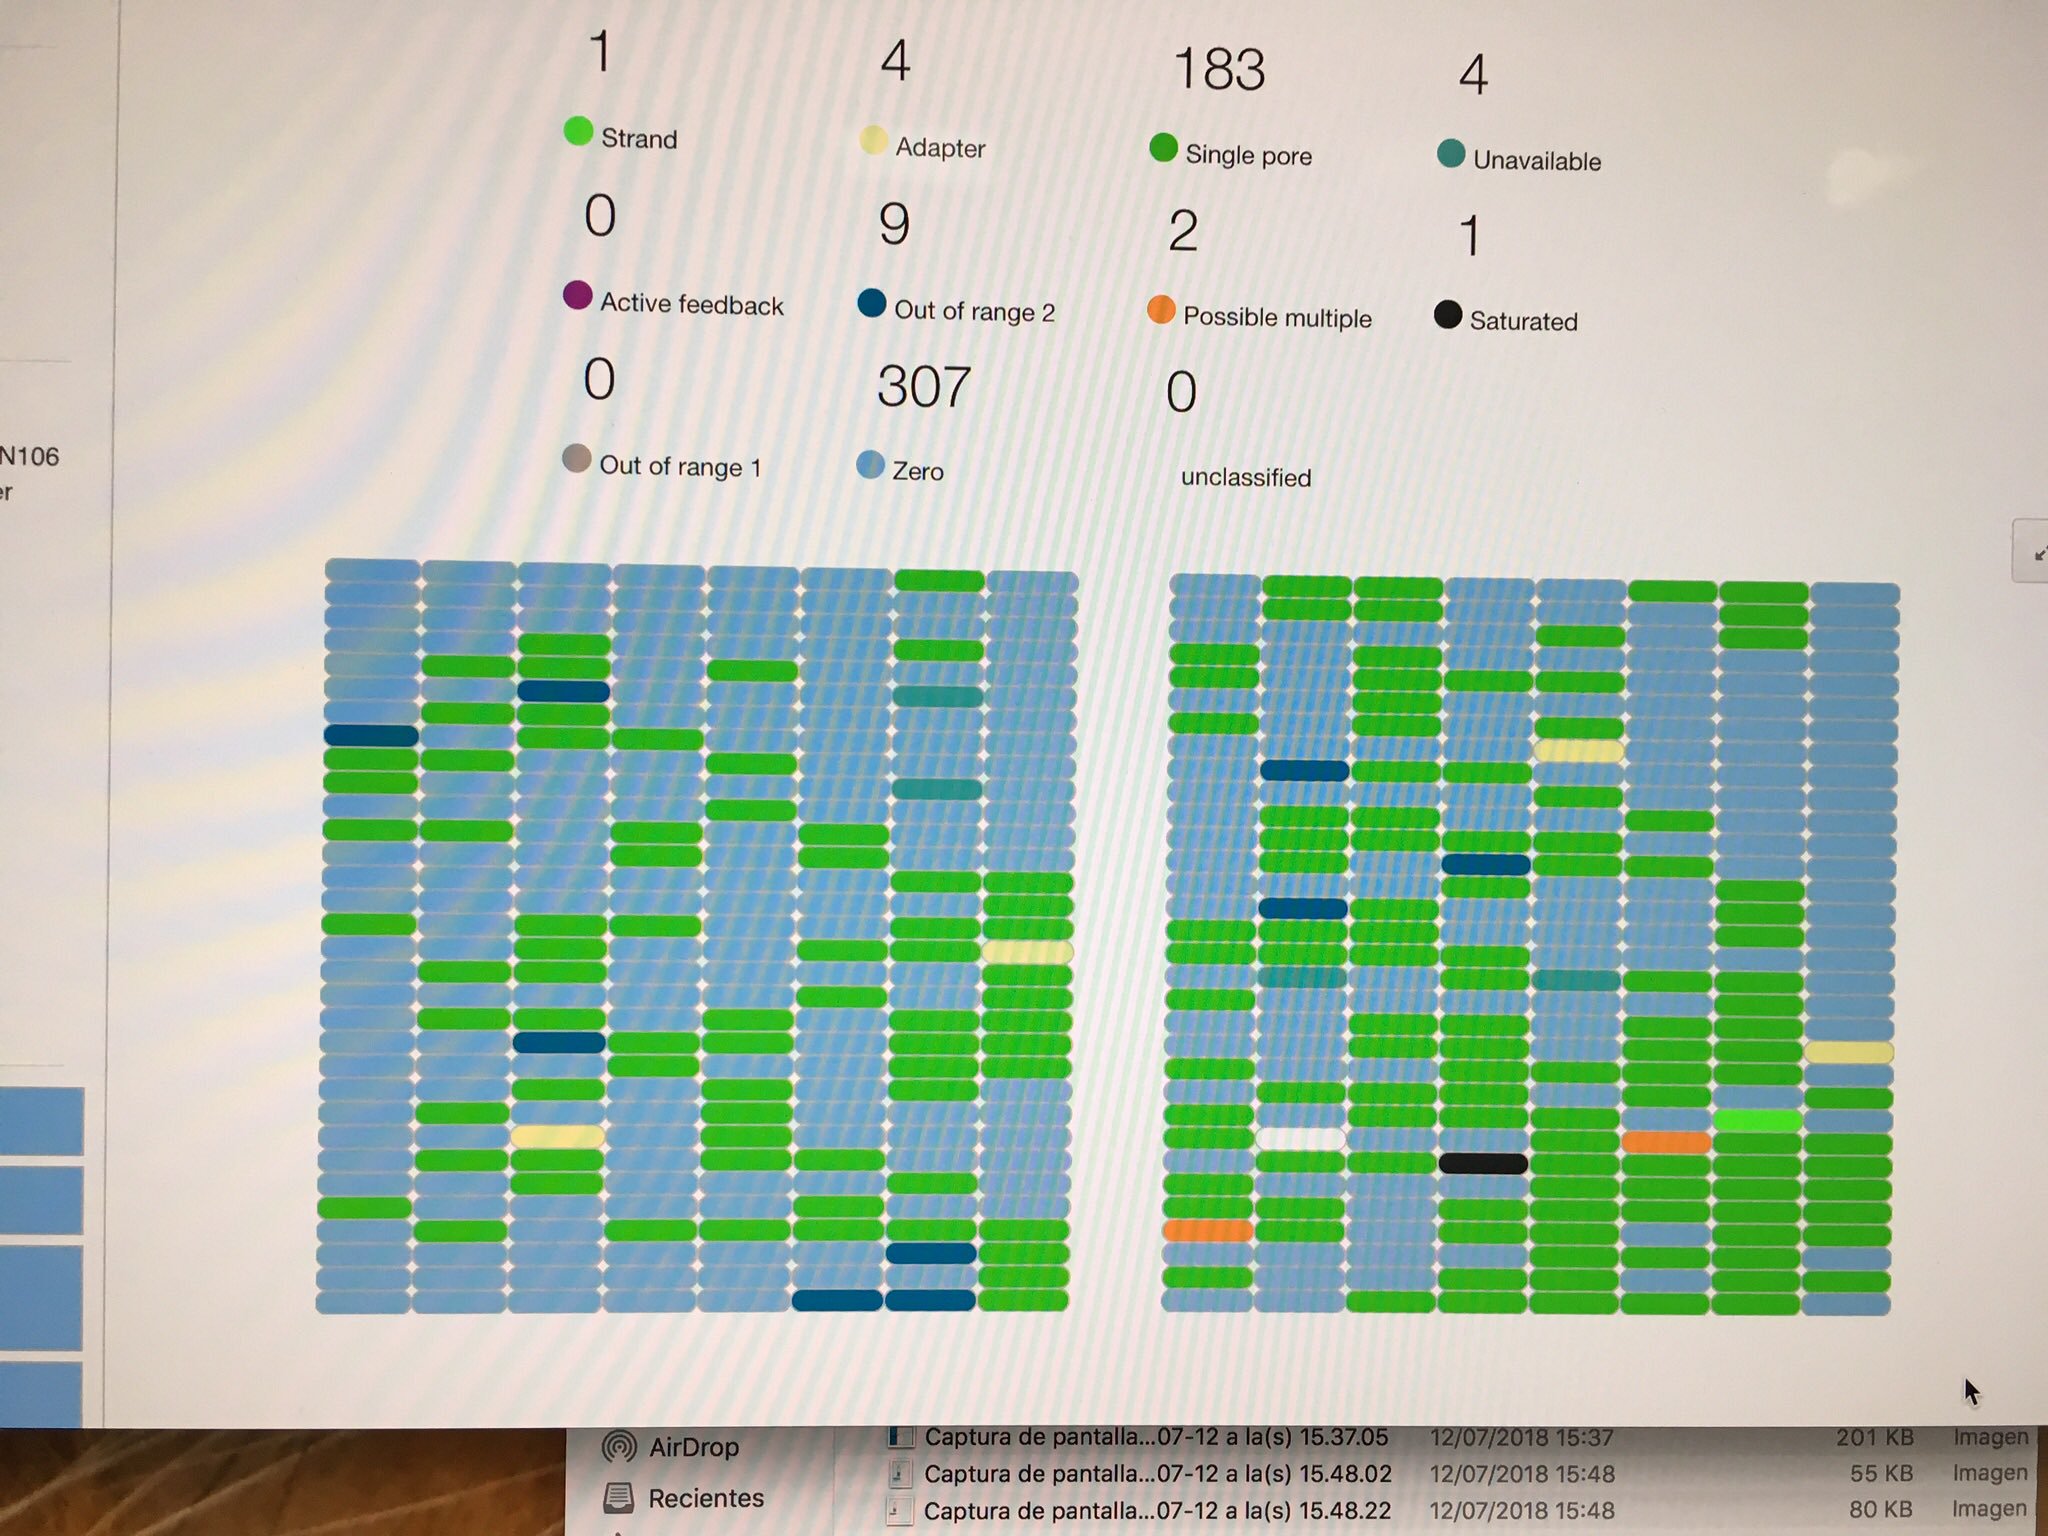 1 4 183 4
Strand Adapter Single pore Unavailable
0 9 2 1
Active feedback Out of range 2 Possible multiple Saturated
0 307 0
Out of range 1 Zero unclassified
N106
er
AirDrop
Recientes
Captura de pantalla...07-12 a la(s) 15.37.05 12/07/2018 15:37 201 KB Imagen
Captura de pantalla...07-12 a la(s) 15.48.02 12/07/2018 15:48 55 KB Imagen
Captura de pantalla...07-12 a la(s) 15.48.22 12/07/2018 15:48 80 KB Imagen